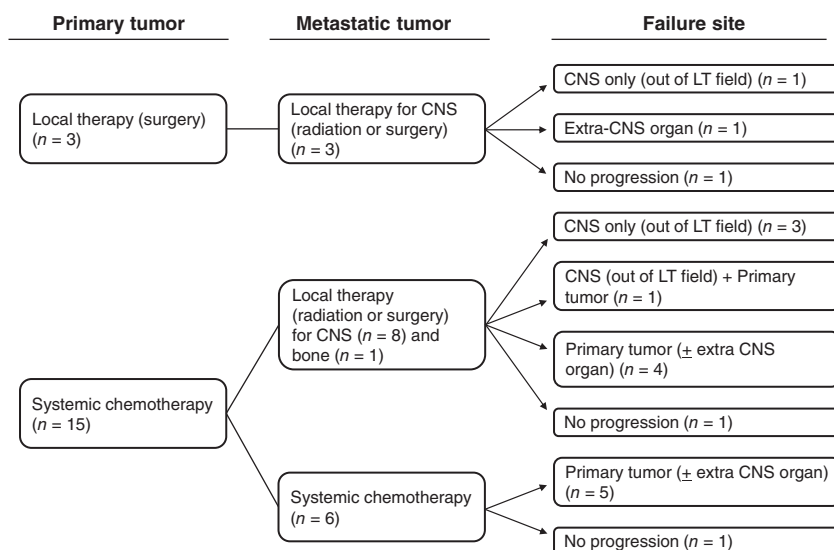 Primary tumor
Metastatic tumor
Failure site
Local therapy (surgery)
(n = 3)
Local therapy for CNS
(radiation or surgery)
(n = 3)
CNS only (out of LT field) (n = 1)
Extra-CNS organ (n = 1)
No progression (n = 1)
Systemic chemotherapy
(n = 15)
Local therapy
(radiation or surgery)
for CNS (n = 8) and
bone (n = 1)
CNS only (out of LT field) (n = 3)
CNS (out of LT field) + Primary
tumor (n = 1)
Primary tumor (± extra CNS
organ) (n = 4)
No progression (n = 1)
Systemic chemotherapy
(n = 6)
Primary tumor (± extra CNS organ)
(n = 5)
No progression (n = 1)